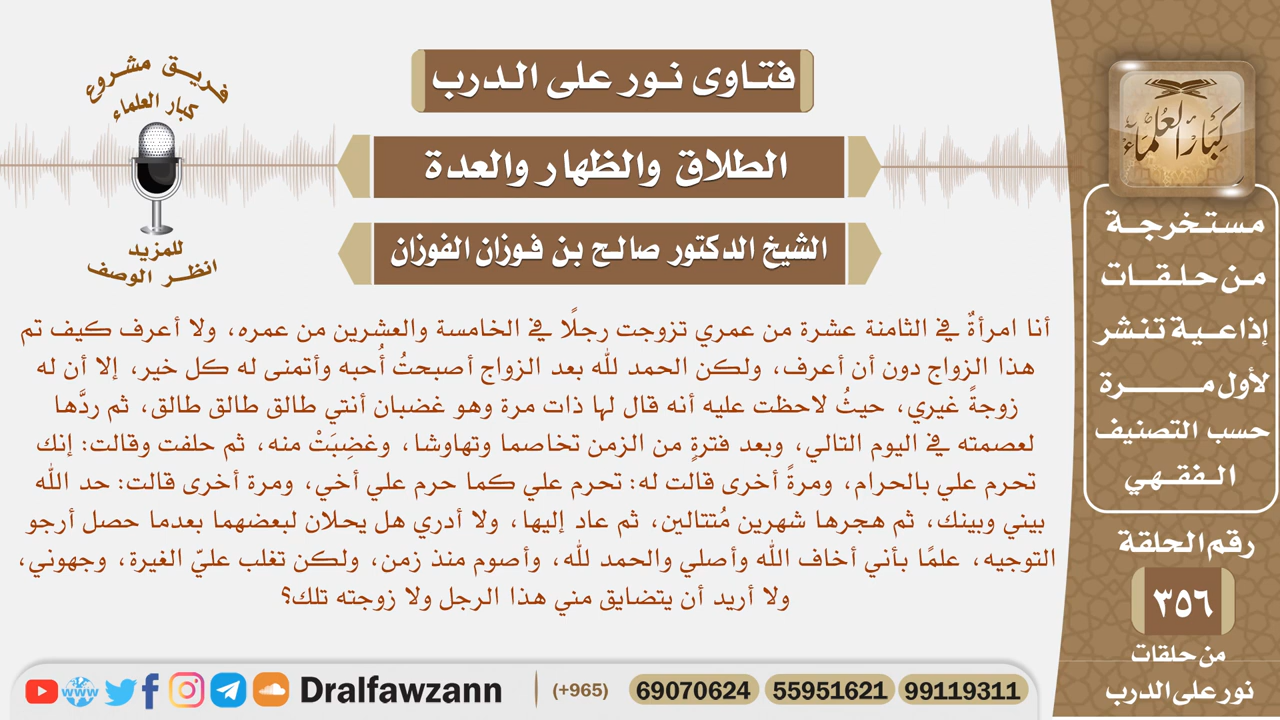 فريق مشروع
كبار العلماء
للمزيد
انظر الوصف
فتاوى نور على الدرب
الطلاق والظهار والعدة
الشيخ الدكتور صالح بن فوزان الفوزان
أنا امرأةٌ في الثامنة عشرة من عمري تزوجت رجلًا في الخامسة والعشرين من عمره، ولا أعرف كيف تم
هذا الزواج دون أن أعرف، ولكن الحمد لله بعد الزواج أصبحتُ أُحبه وأتمنى له كل خير، إلا أن له
زوجةً غيري، حيثُ لاحظت عليه أنه قال لها ذات مرة وهو غضبان أنتي طالق طالق طالق، ثم ردَّها
لعصمته في اليوم التالي، وبعد فترةٍ من الزمن تخاصما وتهاوشا، وغضِبَتْ منه، ثم حلفت وقالت: إنك
تحرم علي بالحرام، ومرةً أخرى قالت له: تحرم علي كما حرم علي أخي، ومرة أخرى قالت: حد الله
بيني وبينك، ثم هجرها شهرين مُتتالين، ثم عاد إليها، ولا أدري هل يحلان لبعضهما بعدما حصل أرجو
التوجيه، علمًا بأني أخاف الله وأصلي والحمد لله، وأصوم منذ زمن، ولكن تغلب عليّ الغيرة، وجهوني،
ولا أريد أن يتضايق مني هذا الرجل ولا زوجته تلك؟
كبار العلماء
مستخرجة
من حلقات
إذاعية تنشر
لأول مرة
حسب التصنيف
الفقهي
رقم الحلقة
٣٥٦
من حلقات
نور على الدرب
www
Dralfawzann
(+965)
69070624
55951621
99119311